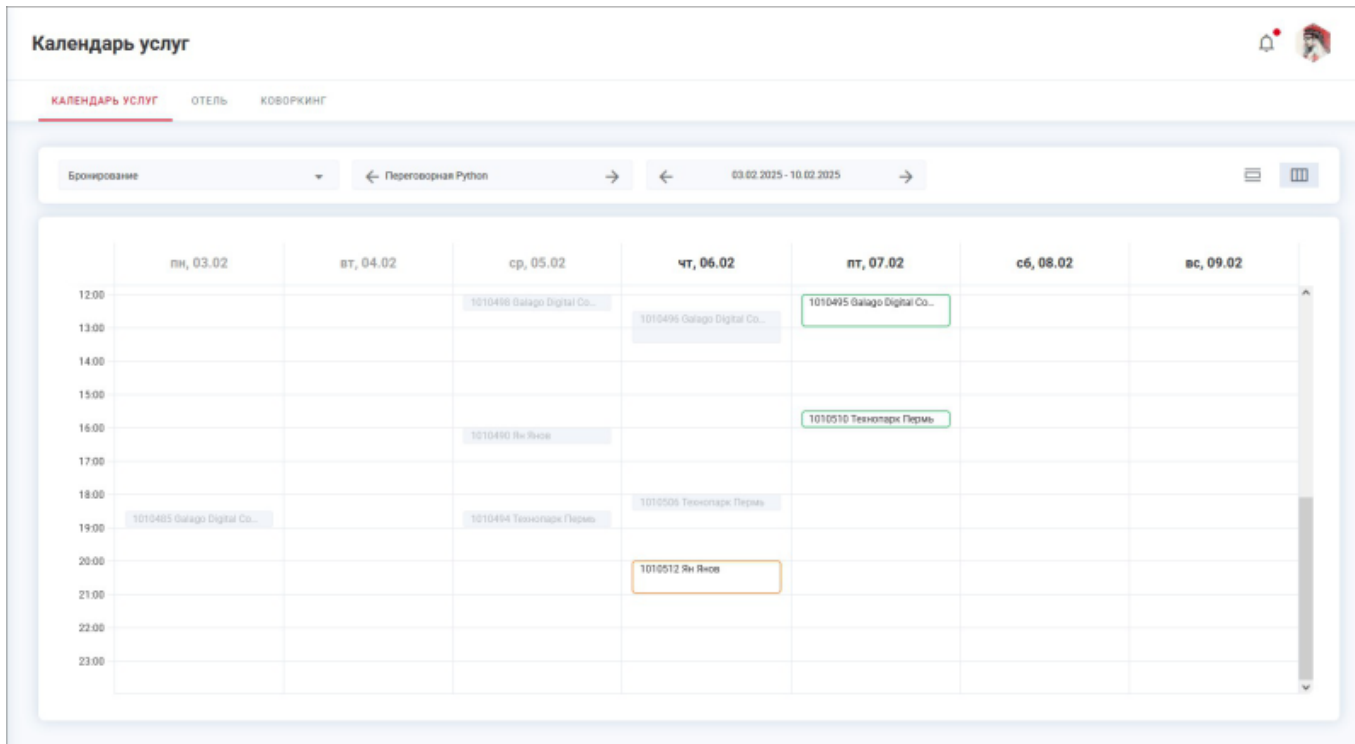 Календарь услуг
КАЛЕНДАРЬ УСЛУГ ОТЕЛЬ КОВОРКИНГ
Бронирование Переговорная Python 03.02.2025 - 10.02.2025
пн, 03.02 вт, 04.02 ср, 05.02 чт, 06.02 пт, 07.02 сб, 08.02 вс, 09.02
12:00 1010498 Galago Digital Co... 1010495 Galago Digital Co...
13:00 1010496 Galago Digital Co...
14:00
15:00
16:00 1010490 Ян Янов 1010510 Технопарк Пермь
17:00
18:00 1010506 Технопарк Пермь
19:00 1010485 Galago Digital Co... 1010494 Технопарк Пермь
20:00 1010512 Ян Янов
21:00
22:00
23:00